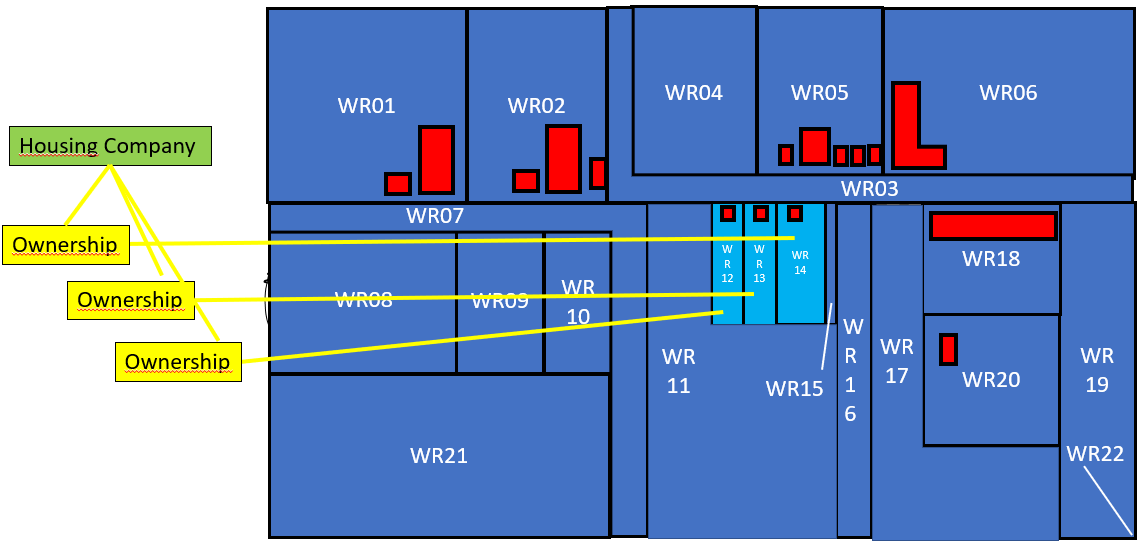 WR01
WR02
WR04
WR05
WR06
Housing Company
WR03
WR07
Ownership
W
R
12
W
R
13
WR
14
WR18
Ownership
WR08
WR09
WR
10
Ownership
WR
11
WR15
W
R
1
6
WR
17
WR20
WR
19
WR21
WR22